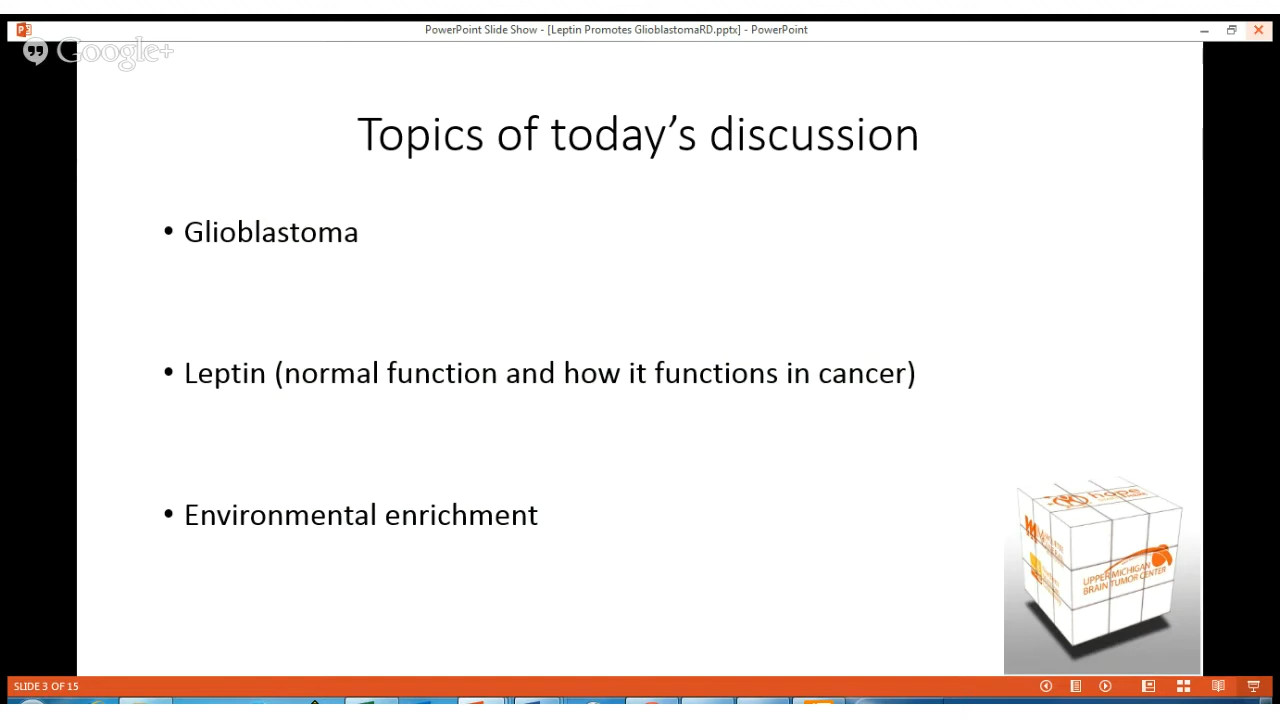 PowerPoint Slide Show - [Leptin Promotes GlioblastomaRD.pptx] - PowerPoint
Google+
Topics of today's discussion
• Glioblastoma
• Leptin (normal function and how it functions in cancer)
• Environmental enrichment
hope
UPPER MICHIGAN
BRAIN TUMOR CENTER
SLIDE 3 OF 15